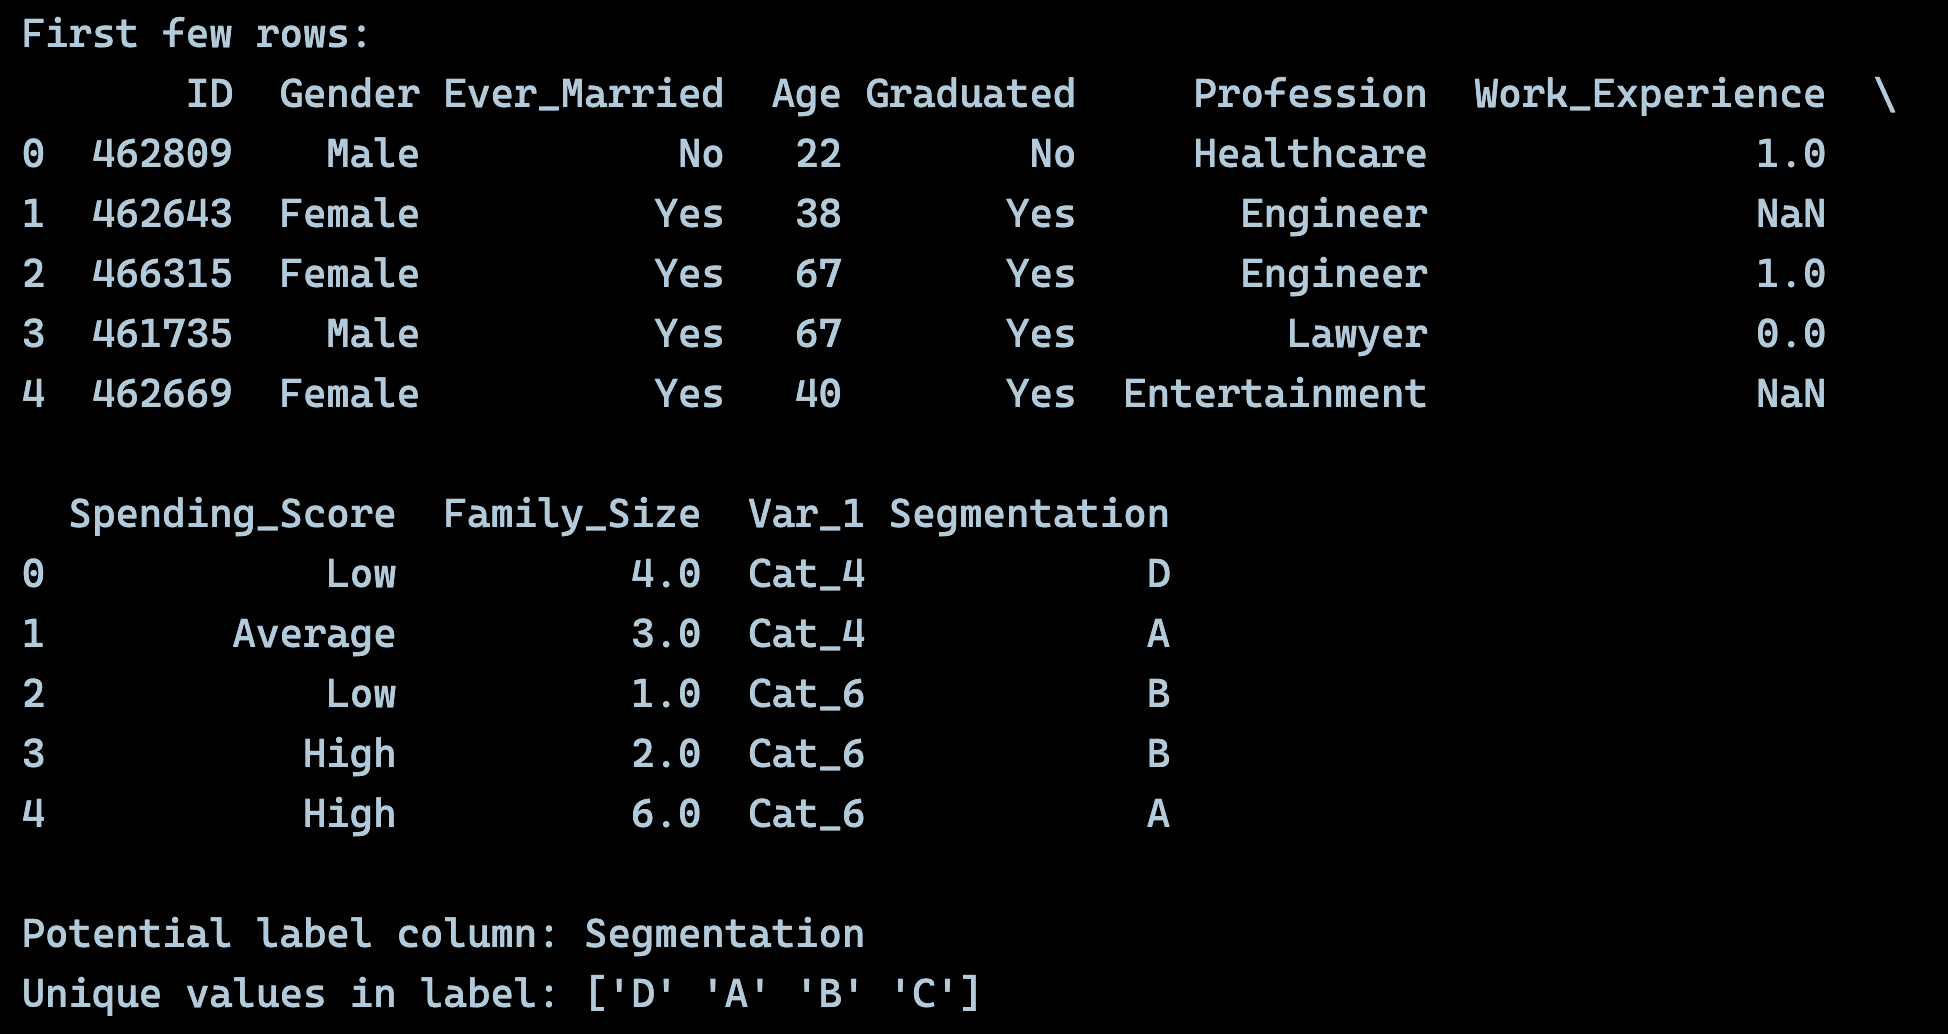 First few rows:
       ID  Gender Ever_Married  Age Graduated     Profession  Work_Experience  \
0  462809    Male           No   22        No     Healthcare              1.0
1  462643  Female          Yes   38       Yes       Engineer              NaN
2  466315  Female          Yes   67       Yes       Engineer              1.0
3  461735    Male          Yes   67       Yes         Lawyer              0.0
4  462669  Female          Yes   40       Yes  Entertainment              NaN
  Spending_Score  Family_Size  Var_1 Segmentation
0            Low          4.0  Cat_4            D
1        Average          3.0  Cat_4            A
2            Low          1.0  Cat_6            B
3           High          2.0  Cat_6            B
4           High          6.0  Cat_6            A
Potential label column: Segmentation
Unique values in label: ['D' 'A' 'B' 'C']